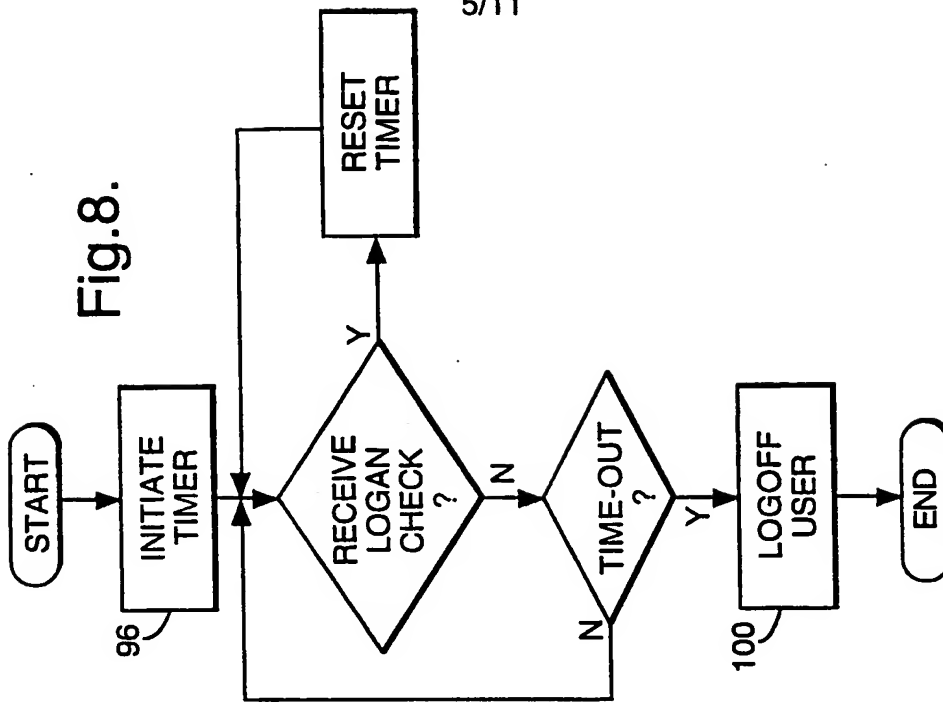 5/11
Fig.8.
START
INITIATE
TIMER
96
RECEIVE
LOGAN
CHECK
?
Y
RESET
TIMER
N
TIME-OUT
?
N
Y
LOGOFF
USER
100
END